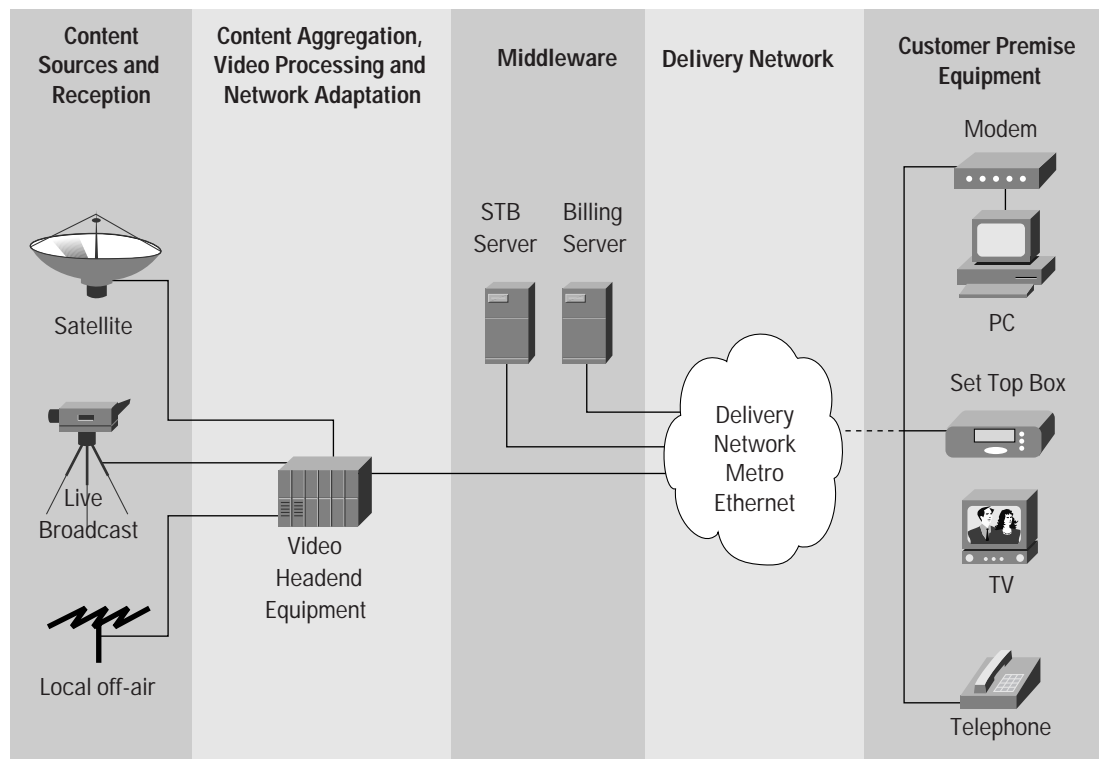 Content
Sources and
Reception
Content Aggregation,
Video Processing and
Network Adaptation
Middleware
Delivery Network
Customer Premise
Equipment
Satellite
Live
Broadcast
Local off-air
Video
Headend
Equipment
STB
Server
Billing
Server
Delivery
Network
Metro
Ethernet
Modem
PC
Set Top Box
TV
Telephone